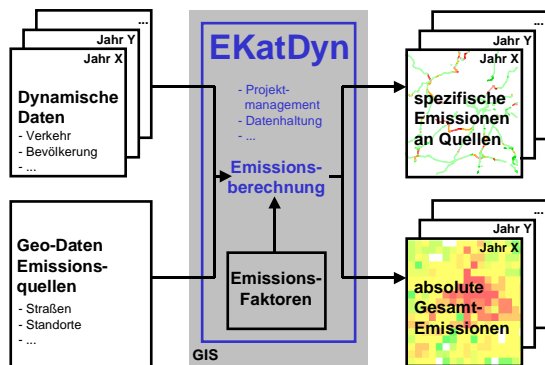 ...
Jahr Y
Jahr X
Dynamische
Daten
- Verkehr
- Bevölkerung
- ...
Geo-Daten
Emissions-
quellen
- Straßen
- Standorte
- ...
EKatDyn
- Projekt-
management
- Datenhaltung
- ...
Emissions-
berechnung
Emissions-
Faktoren
GIS
...
Jahr Y
Jahr X
spezifische
Emissionen
an Quellen
...
Jahr Y
Jahr X
absolute
Gesamt-
Emissionen